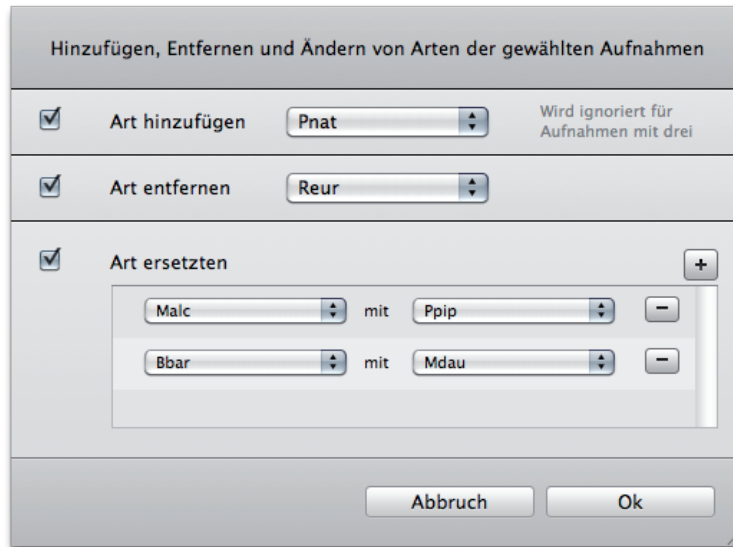 Hinzufügen, Entfernen und Ändern von Arten der gewählten Aufnahmen
Art hinzufügen Pnat Wird ignoriert für
Aufnahmen mit drei
Art entfernen Reur
Art ersetzten +
Malc mit Ppip −
Bbar mit Mdau −
Abbruch Ok